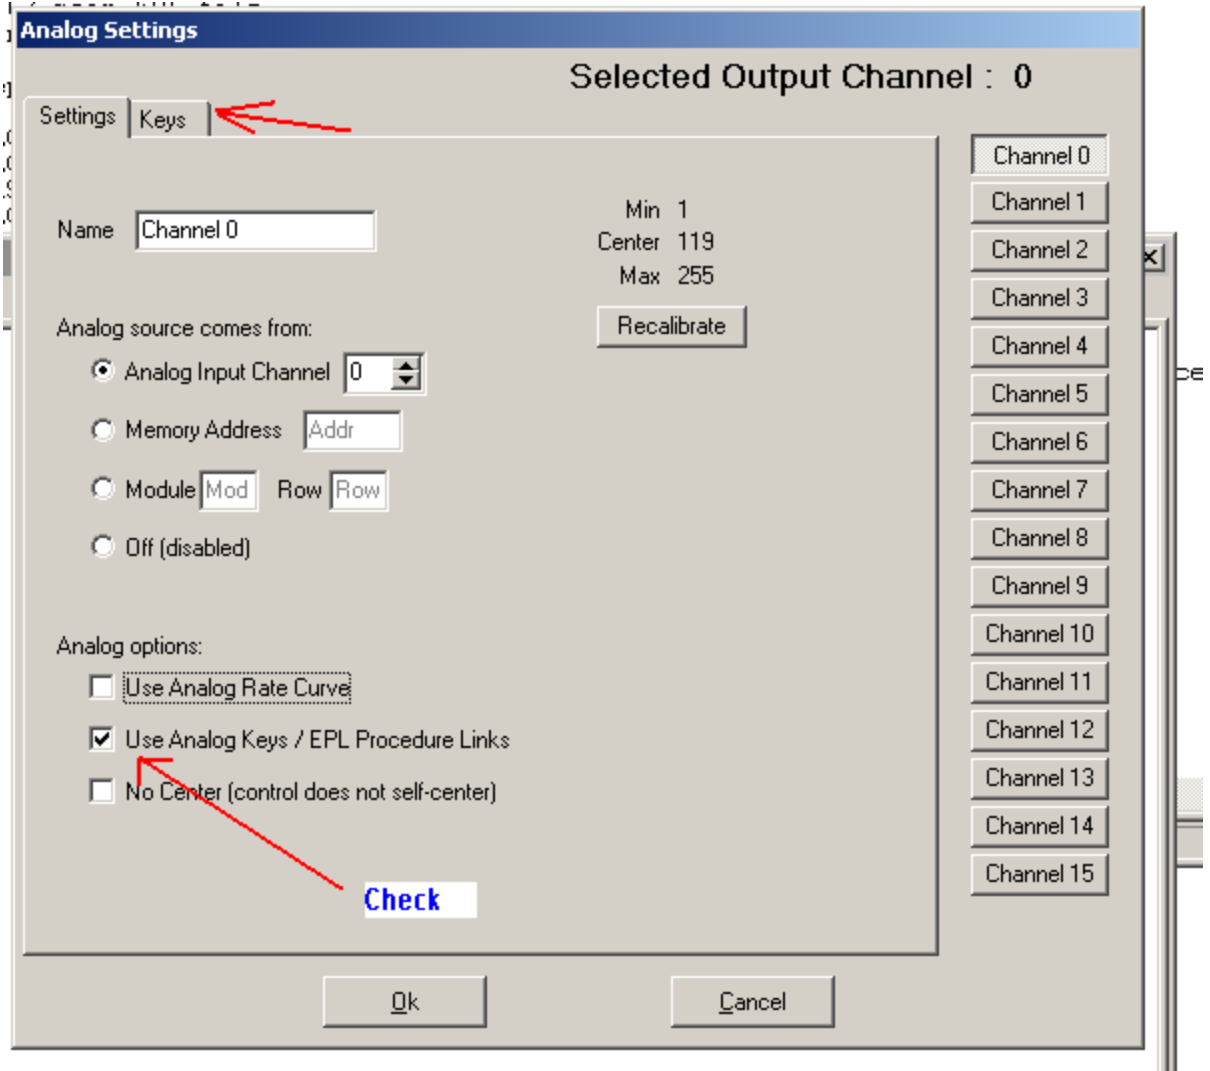 Analog Settings
Selected Output Channel : 0
Settings
Keys
Name
Channel 0
Min 1
Center 119
Max 255
Recalibrate
Analog source comes from:
Analog Input Channel 0
Memory Address Addr
Module Mod Row Row
Off (disabled)
Analog options:
Use Analog Rate Curve
Use Analog Keys / EPL Procedure Links
No Center (control does not self-center)
Check
Ok
Cancel
Channel 0
Channel 1
Channel 2
Channel 3
Channel 4
Channel 5
Channel 6
Channel 7
Channel 8
Channel 9
Channel 10
Channel 11
Channel 12
Channel 13
Channel 14
Channel 15